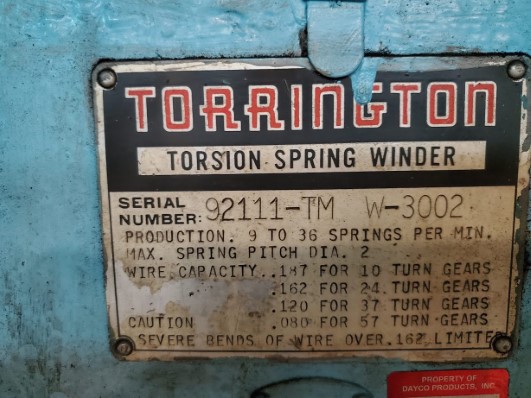 TORRINGTON
TORSION SPRING WINDER
SERIAL NUMBER: 92111-TM W-3002
PRODUCTION. 9 TO 36 SPRINGS PER MIN.
MAX. SPRING PITCH DIA. 2
WIRE CAPACITY..187 FOR 10 TURN GEARS
.162 FOR 24 TURN GEARS
.120 FOR 37 TURN GEARS
CAUTION .080 FOR 57 TURN GEARS
SEVERE BENDS OF WIRE OVER .162 LIMITED
PROPERTY OF
DAYCO PRODUCTS, INC.